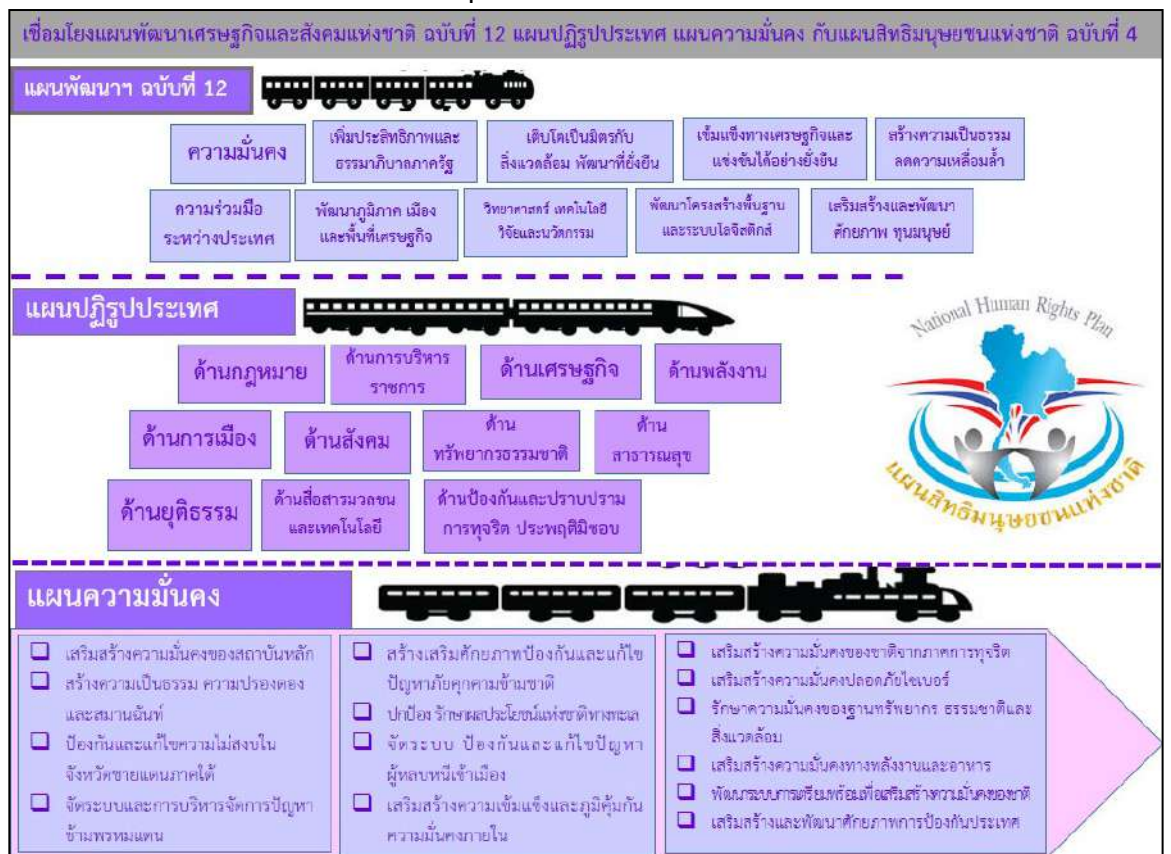 เชื่อมโยงแผนพัฒนาเศรษฐกิจและสังคมแห่งชาติ ฉบับที่ 12 แผนปฏิรูปประเทศ แผนความมั่นคง กับแผนสิทธิมนุษยชนแห่งชาติ ฉบับที่ 4
แผนพัฒนาฯ ฉบับที่ 12
ความมั่นคง
เพิ่มประสิทธิภาพและ
ธรรมาภิบาลภาครัฐ
เติบโตเป็นมิตรกับ
สิ่งแวดล้อม พัฒนาที่ยั่งยืน
เข้มแข็งทางเศรษฐกิจและ
แข่งขันได้อย่างยั่งยืน
สร้างความเป็นธรรม
ลดความเหลื่อมล้ำ
ความร่วมมือ
ระหว่างประเทศ
พัฒนาภูมิภาค เมือง
และพื้นที่เศรษฐกิจ
วิทยาศาสตร์ เทคโนโลยี
วิจัยและนวัตกรรม
พัฒนาโครงสร้างพื้นฐาน
และระบบโลจิสติกส์
เสริมสร้างและพัฒนา
ศักยภาพ ทุนมนุษย์
แผนปฏิรูปประเทศ
ด้านกฎหมาย
ด้านการบริหาร
ราชการ
ด้านเศรษฐกิจ
ด้านพลังงาน
ด้านการเมือง
ด้านสังคม
ด้าน
ทรัพยากรธรรมชาติ
ด้าน
สาธารณสุข
ด้านยุติธรรม
ด้านสื่อสารมวลชน
และเทคโนโลยี
ด้านป้องกันและปราบปราม
การทุจริต ประพฤติมิชอบ
National Human Rights Plan
แผนสิทธิมนุษยชนแห่งชาติ
แผนความมั่นคง
❑ เสริมสร้างความมั่นคงของสถาบันหลัก
❑ สร้างความเป็นธรรม ความปรองดอง
และสมานฉันท์
❑ ป้องกันและแก้ไขความไม่สงบใน
จังหวัดชายแดนภาคใต้
❑ จัดระบบและการบริหารจัดการปัญหา
ข้ามพรหมแดน
❑ สร้างเสริมศักยภาพป้องกันและแก้ไข
ปัญหาภัยคุกคามข้ามชาติ
❑ ปกป้อง รักษาผลประโยชน์แห่งชาติทางทะเล
❑ จัดระบบ ป้องกันและแก้ไขปัญหา
ผู้หลบหนีเข้าเมือง
❑ เสริมสร้างความเข้มแข็งและภูมิคุ้มกัน
ความมั่นคงภายใน
❑ เสริมสร้างความมั่นคงของชาติจากภาคการทุจริต
❑ เสริมสร้างความมั่นคงปลอดภัยไซเบอร์
❑ รักษาความมั่นคงของฐานทรัพยากร ธรรมชาติและ
สิ่งแวดล้อม
❑ เสริมสร้างความมั่นคงทางพลังงานและอาหาร
❑ พัฒนาระบบการเตรียมพร้อมเพื่อเสริมสร้างความมั่นคงของชาติ
❑ เสริมสร้างและพัฒนาศักยภาพการป้องกันประเทศ